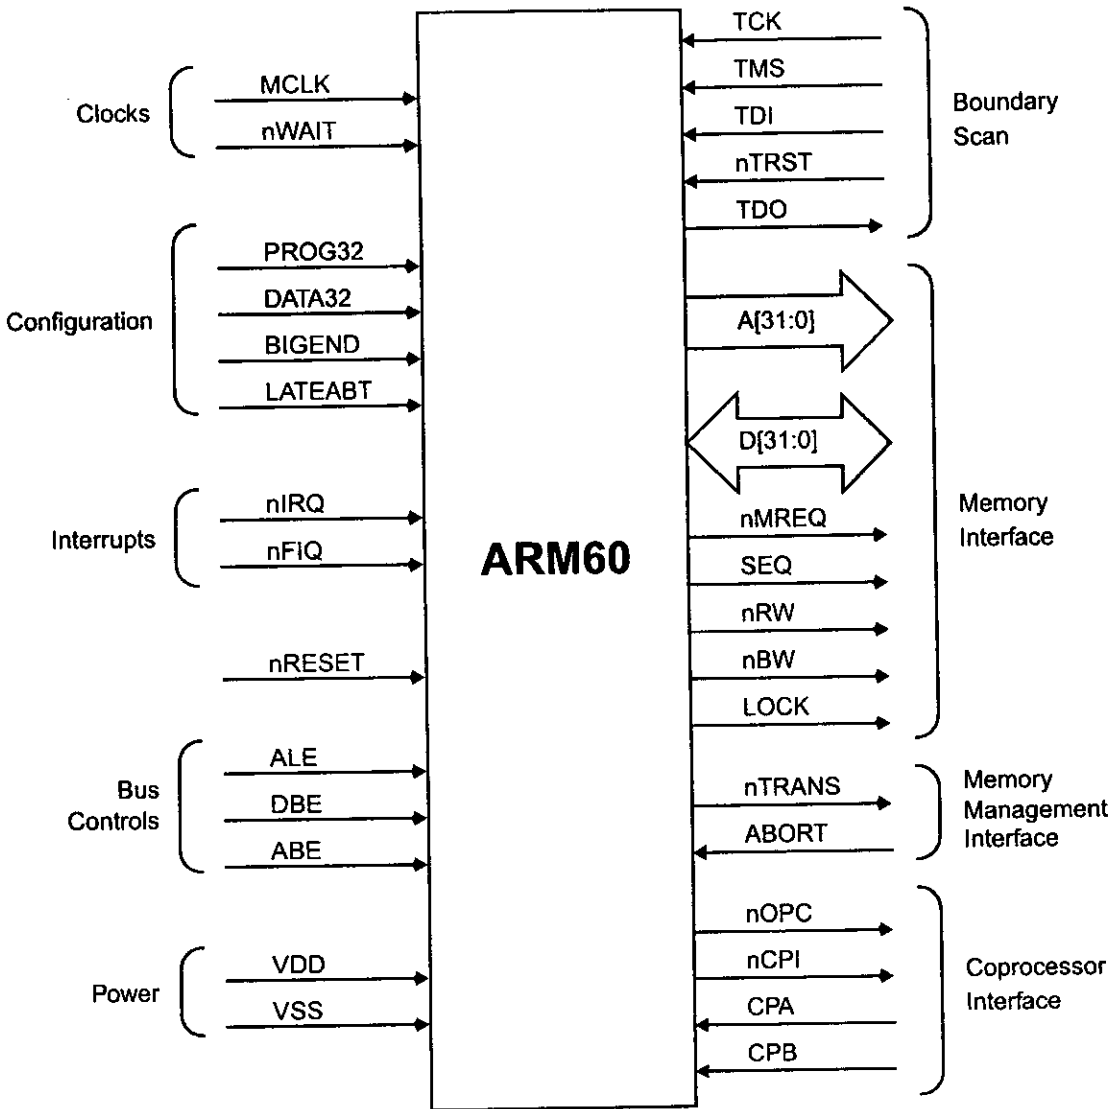 Clocks
MCLK
nWAIT
Configuration
PROG32
DATA32
BIGEND
LATEABT
Interrupts
nIRQ
nFIQ
nRESET
Bus
Controls
ALE
DBE
ABE
Power
VDD
VSS
ARM60
TCK
TMS
TDI
nTRST
TDO
Boundary
Scan
A[31:0]
D[31:0]
nMREQ
SEQ
nRW
nBW
LOCK
Memory
Interface
nTRANS
ABORT
Memory
Management
Interface
nOPC
nCPI
CPA
CPB
Coprocessor
Interface